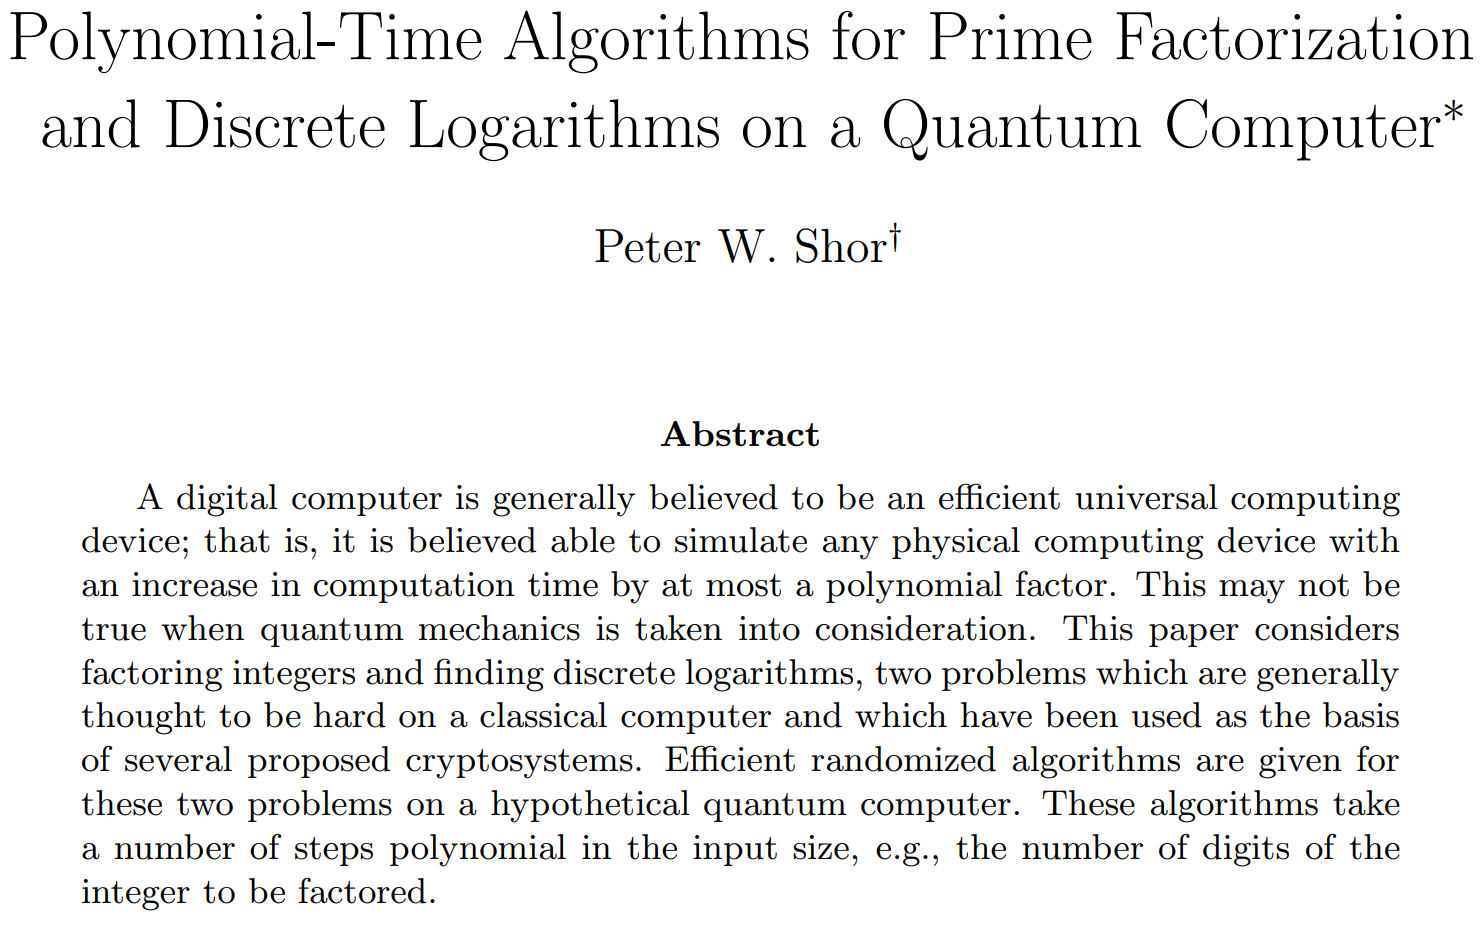 Polynomial-Time Algorithms for Prime Factorization
and Discrete Logarithms on a Quantum Computer*
Peter W. Shor†
Abstract
A digital computer is generally believed to be an efficient universal computing
device; that is, it is believed able to simulate any physical computing device with
an increase in computation time by at most a polynomial factor. This may not be
true when quantum mechanics is taken into consideration. This paper considers
factoring integers and finding discrete logarithms, two problems which are generally
thought to be hard on a classical computer and which have been used as the basis
of several proposed cryptosystems. Efficient randomized algorithms are given for
these two problems on a hypothetical quantum computer. These algorithms take
a number of steps polynomial in the input size, e.g., the number of digits of the
integer to be factored.